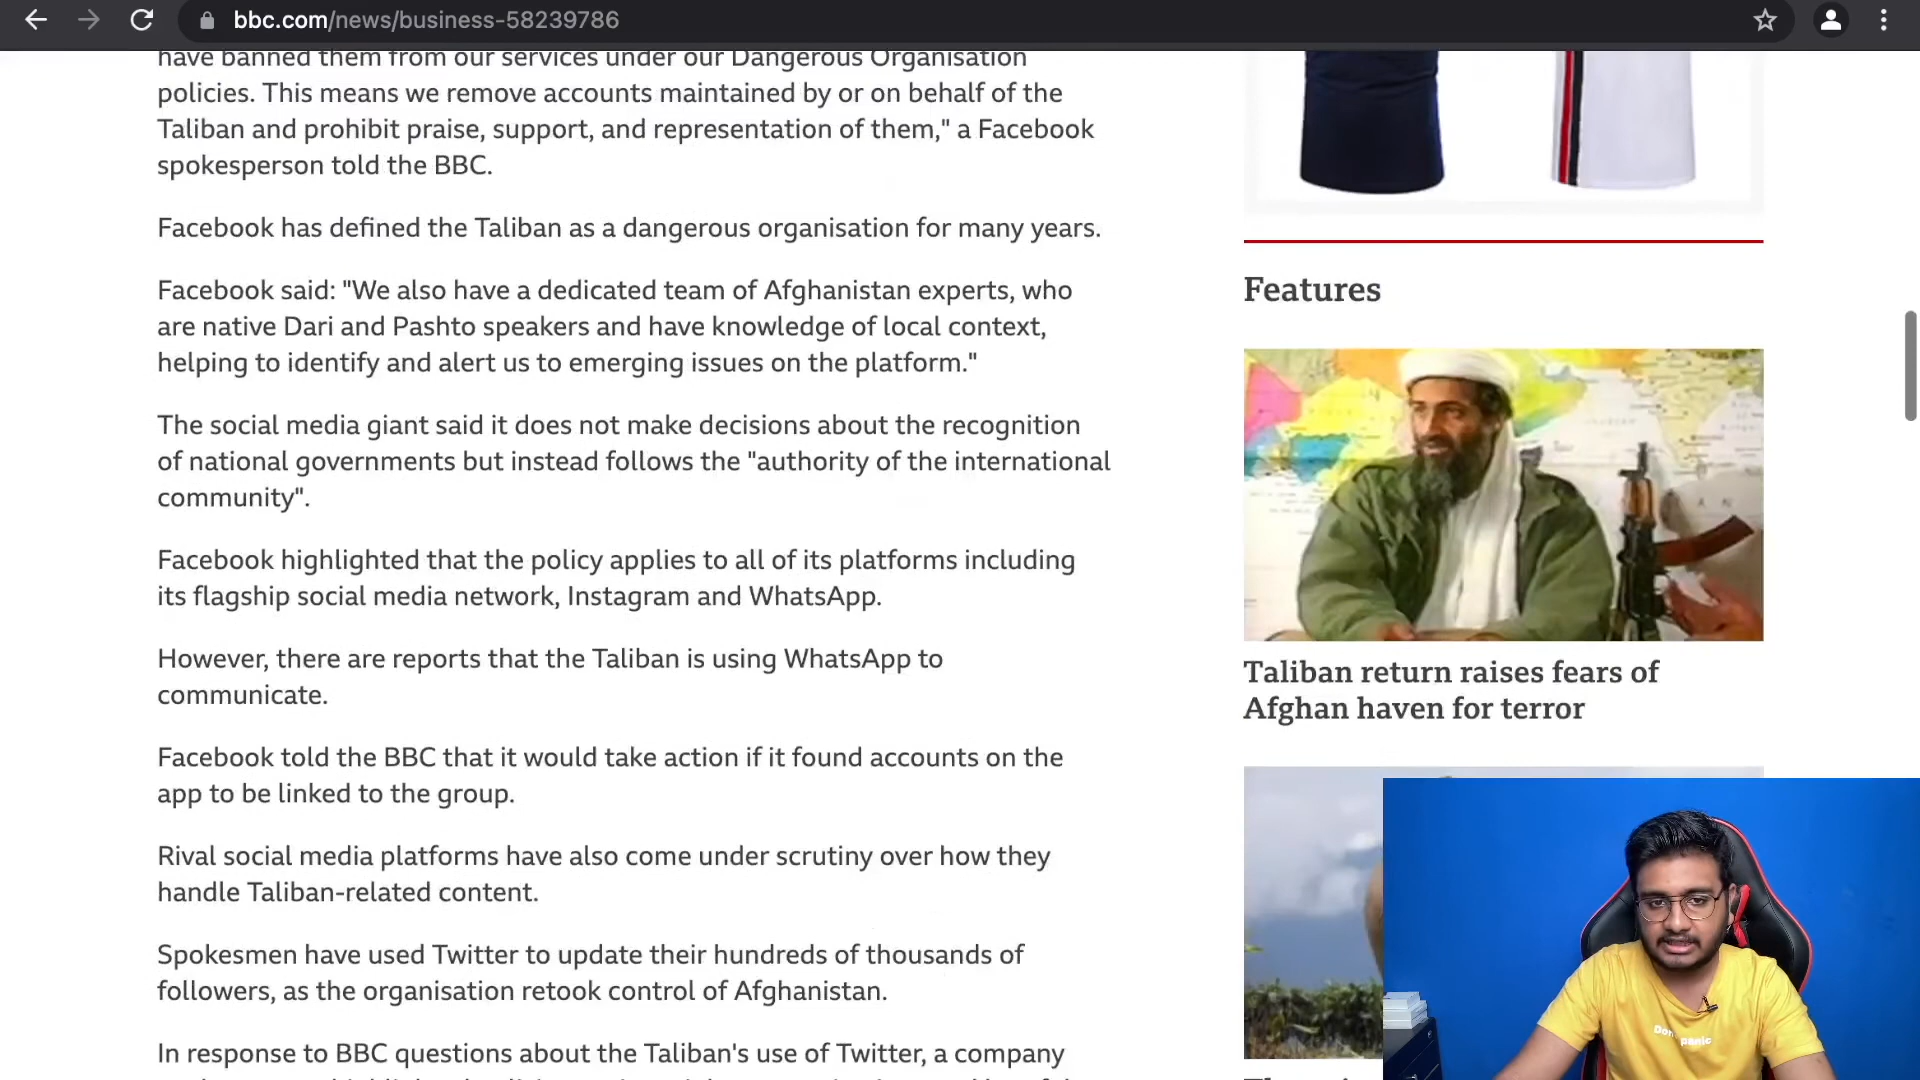 bbc.com/news/business-58239786
have banned them from our services under our Dangerous Organisation
policies. This means we remove accounts maintained by or on behalf of the
Taliban and prohibit praise, support, and representation of them," a Facebook
spokesperson told the BBC.
Facebook has defined the Taliban as a dangerous organisation for many years.
Facebook said: "We also have a dedicated team of Afghanistan experts, who
are native Dari and Pashto speakers and have knowledge of local context,
helping to identify and alert us to emerging issues on the platform."
The social media giant said it does not make decisions about the recognition
of national governments but instead follows the "authority of the international
community".
Facebook highlighted that the policy applies to all of its platforms including
its flagship social media network, Instagram and WhatsApp.
However, there are reports that the Taliban is using WhatsApp to
communicate.
Facebook told the BBC that it would take action if it found accounts on the
app to be linked to the group.
Rival social media platforms have also come under scrutiny over how they
handle Taliban-related content.
Spokesmen have used Twitter to update their hundreds of thousands of
followers, as the organisation retook control of Afghanistan.
In response to BBC questions about the Taliban's use of Twitter, a company
Features
Taliban return raises fears of
Afghan haven for terror
panic